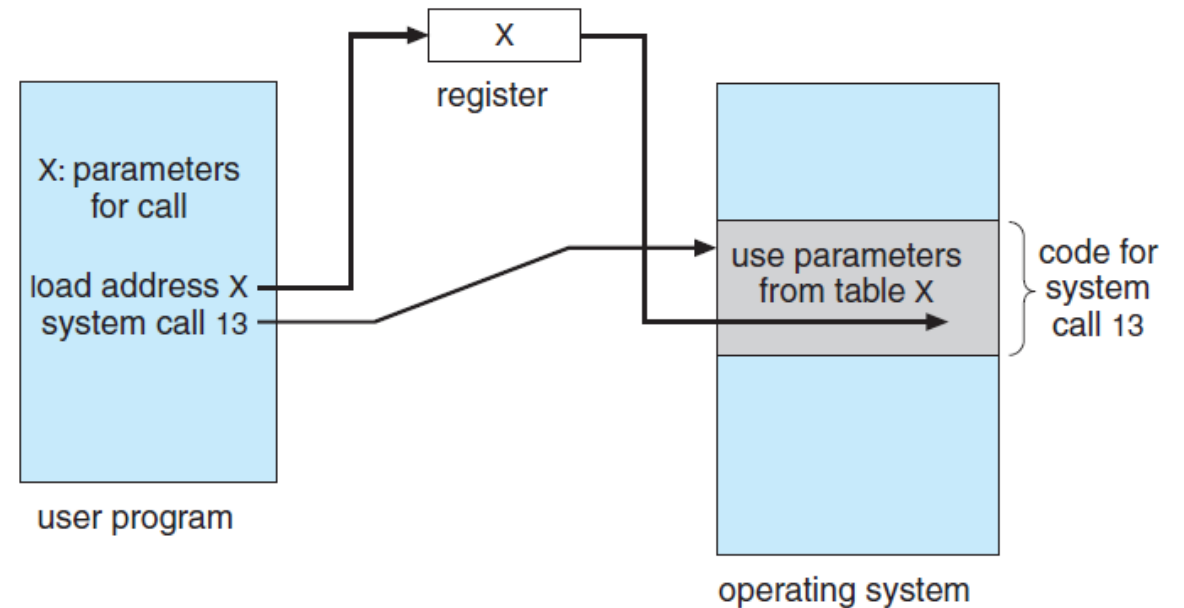 X
register
X: parameters
for call
load address X
system call 13
user program
use parameters
from table X
code for
system
call 13
operating system